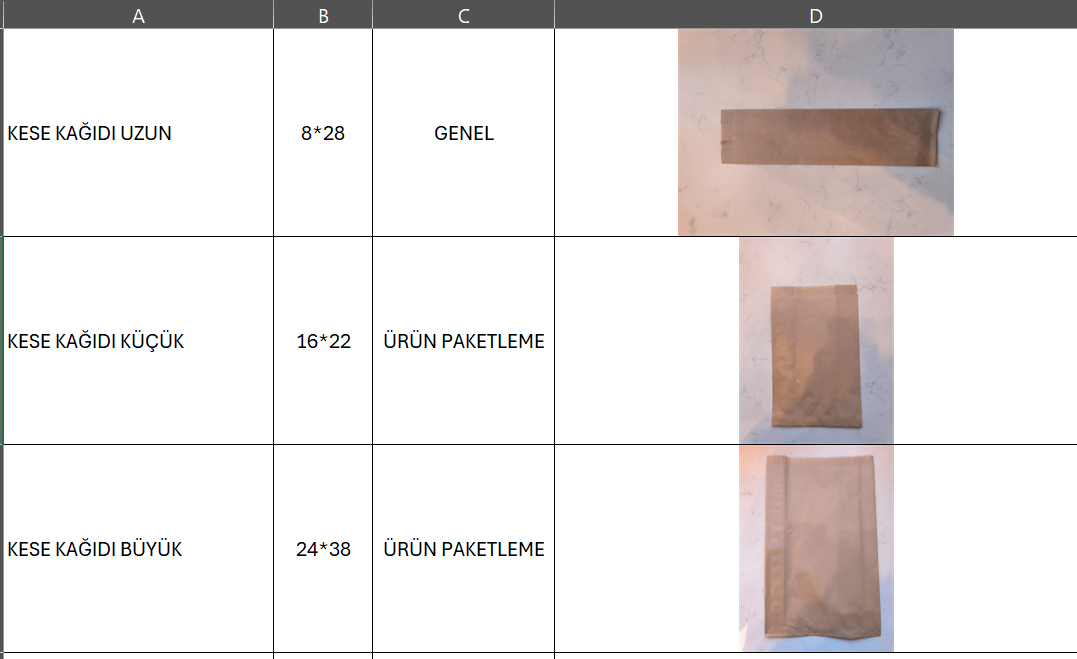 A B C D
KESE KAĞIDI UZUN 8*28 GENEL
KESE KAĞIDI KÜÇÜK 16*22 ÜRÜN PAKETLEME
KESE KAĞIDI BÜYÜK 24*38 ÜRÜN PAKETLEME